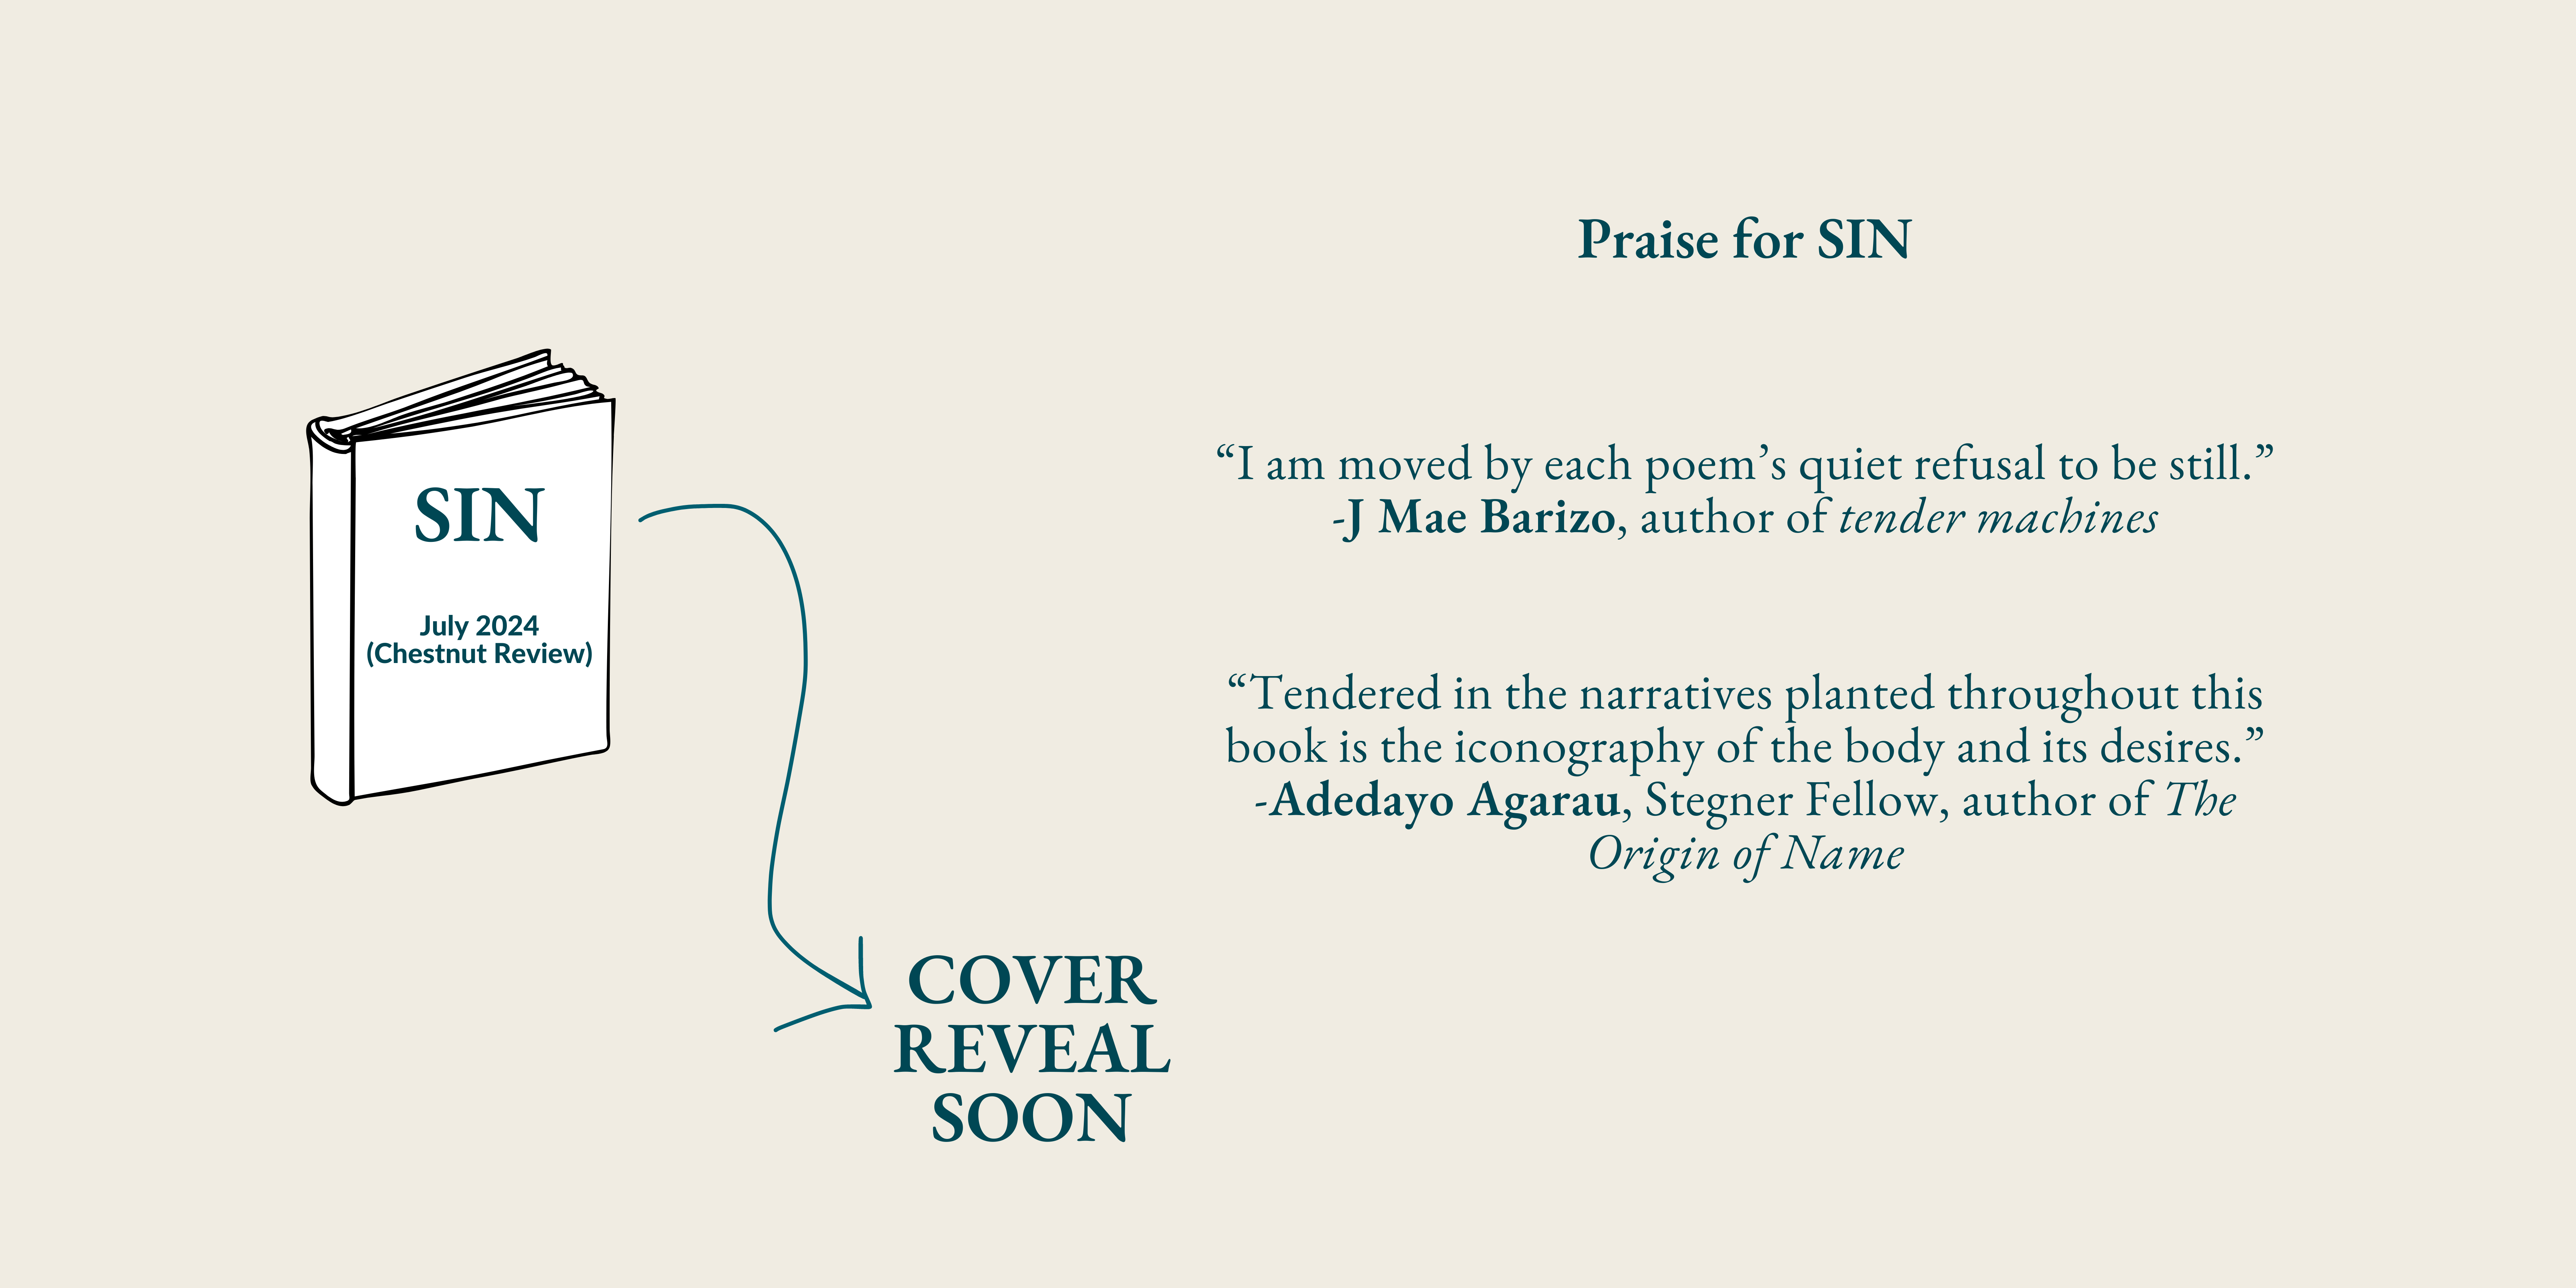 SIN
July 2024
(Chestnut Review)
COVER
REVEAL
SOON
Praise for SIN
“I am moved by each poem’s quiet refusal to be still.”
-J Mae Barizo, author of tender machines
“Tendered in the narratives planted throughout this
book is the iconography of the body and its desires.”
-Adedayo Agarau, Stegner Fellow, author of The
Origin of Name